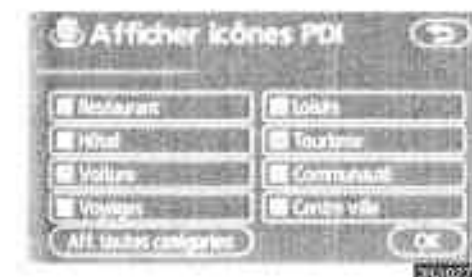 Afficher icônes PDI
Restaurant
Loisirs
Hôtel
Tourisme
Voiture
Communauté
Voyages
Centre ville
Aff. toutes catégories
OK